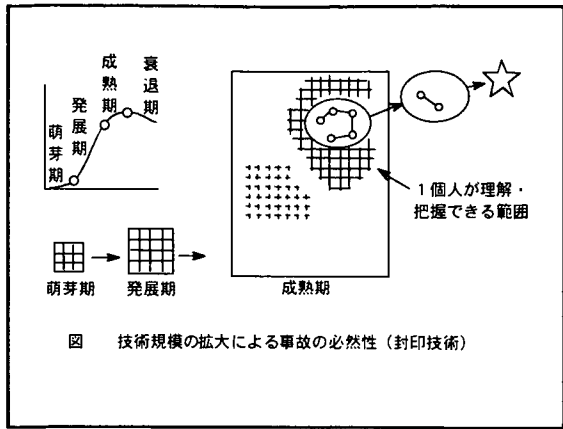 萌芽期
発展期
成熟期
衰退期
1個人が理解・
把握できる範囲
萌芽期
発展期
成熟期
図 技術規模の拡大による事故の必然性(封印技術)